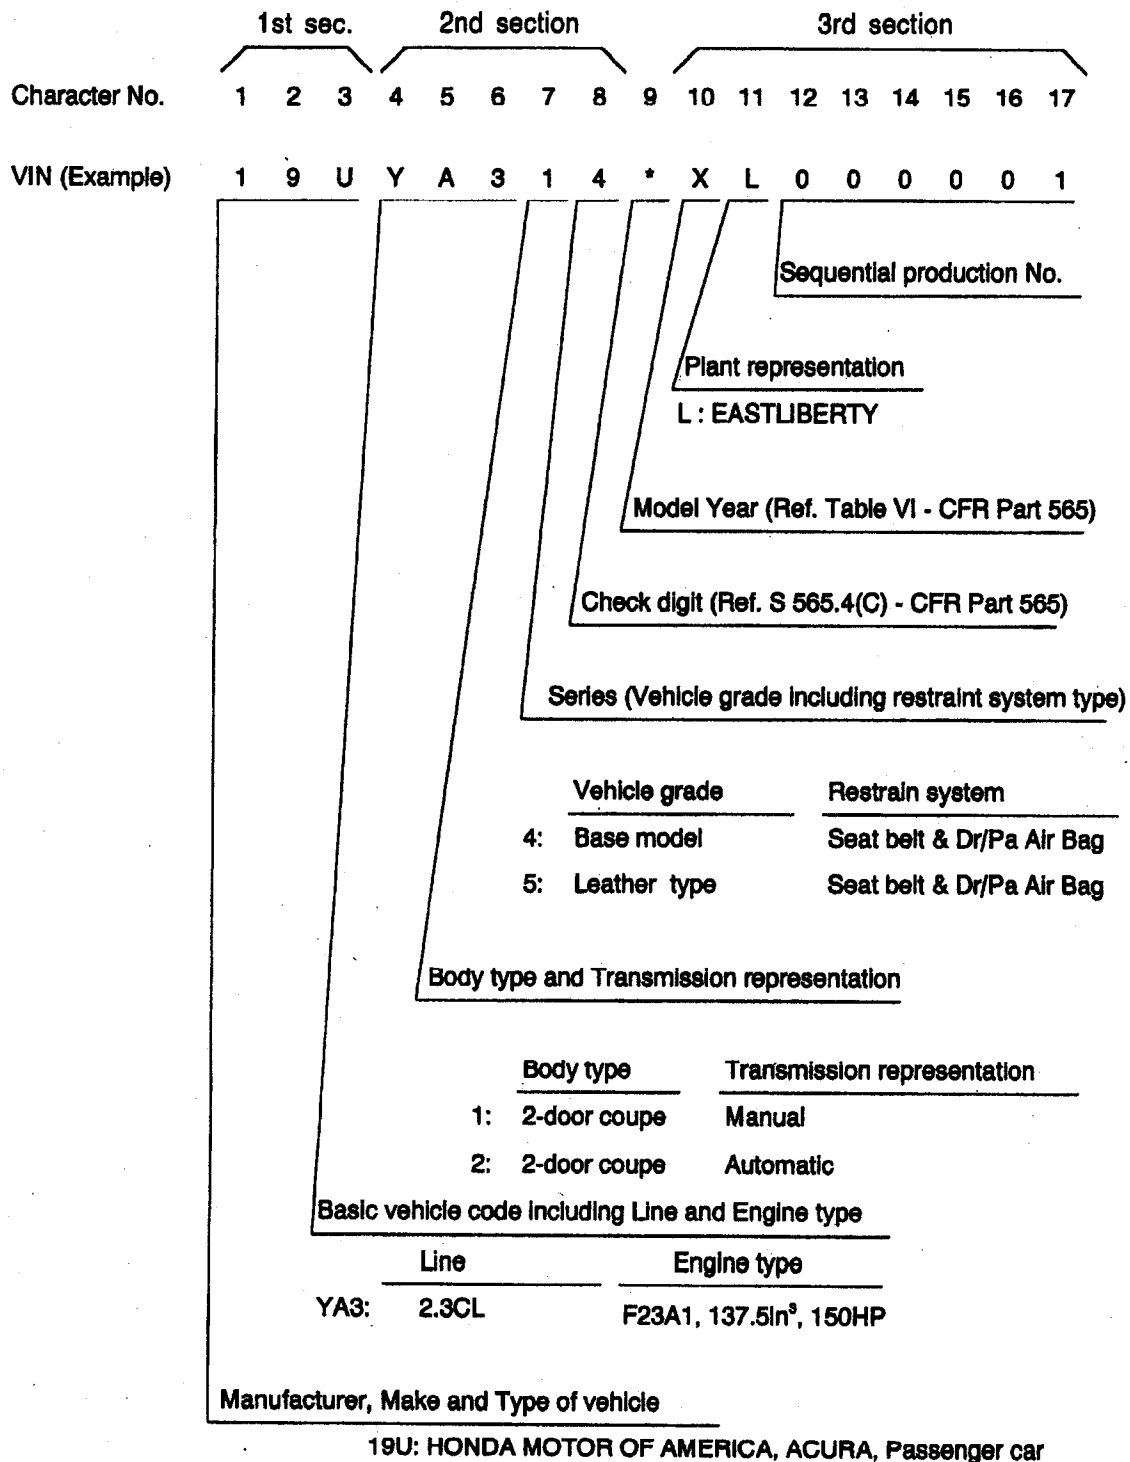 1st sec. 2nd section 3rd section
Character No. 1 2 3 4 5 6 7 8 9 10 11 12 13 14 15 16 17
VIN (Example) 1 9 U Y A 3 1 4 * X L 0 0 0 0 0 1
Sequential production No.
Plant representation
L : EASTLIBERTY
Model Year (Ref. Table VI - CFR Part 565)
Check digit (Ref. S 565.4(C) - CFR Part 565)
Series (Vehicle grade including restraint system type)
Vehicle grade Restrain system
4: Base model Seat belt & Dr/Pa Air Bag
5: Leather type Seat belt & Dr/Pa Air Bag
Body type and Transmission representation
Body type Transmission representation
1: 2-door coupe Manual
2: 2-door coupe Automatic
Basic vehicle code including Line and Engine type
Line Engine type
YA3: 2.3CL F23A1, 137.5in³, 150HP
Manufacturer, Make and Type of vehicle
19U: HONDA MOTOR OF AMERICA, ACURA, Passenger car